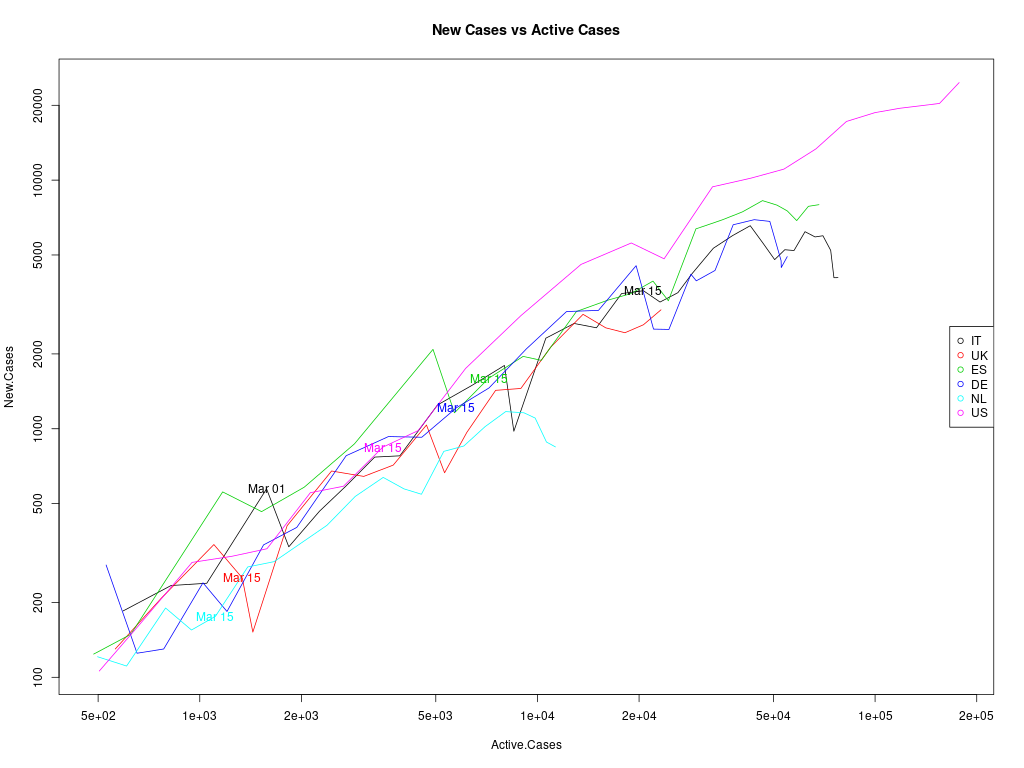 New Cases vs Active Cases
New.Cases
20000
10000
5000
2000
1000
500
200
100
Mar 15
Mar 15
Mar 15
Mar 15
Mar 01
Mar 15
Mar 15
IT
UK
ES
DE
NL
US
5e+02
1e+03
2e+03
5e+03
1e+04
2e+04
5e+04
1e+05
2e+05
Active.Cases